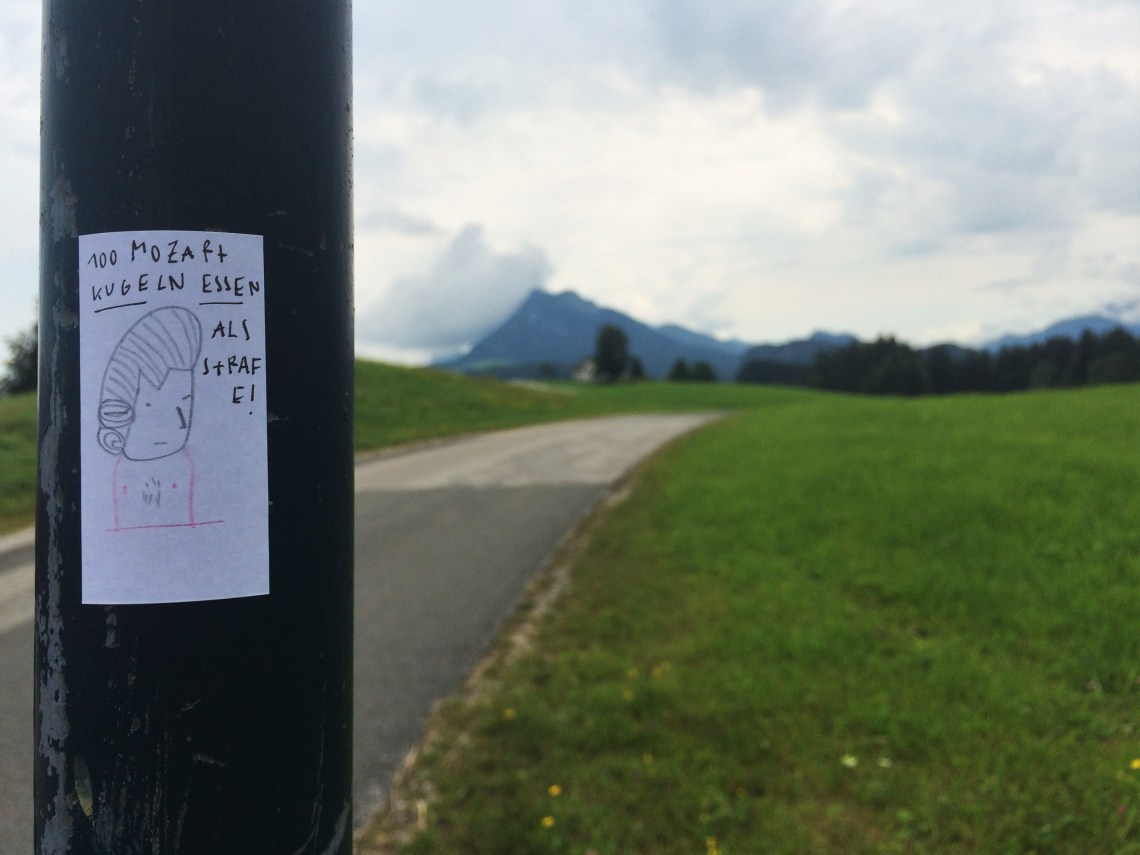 100 MOZARt
KUGELN ESSEN
ALS
StRAF
E!